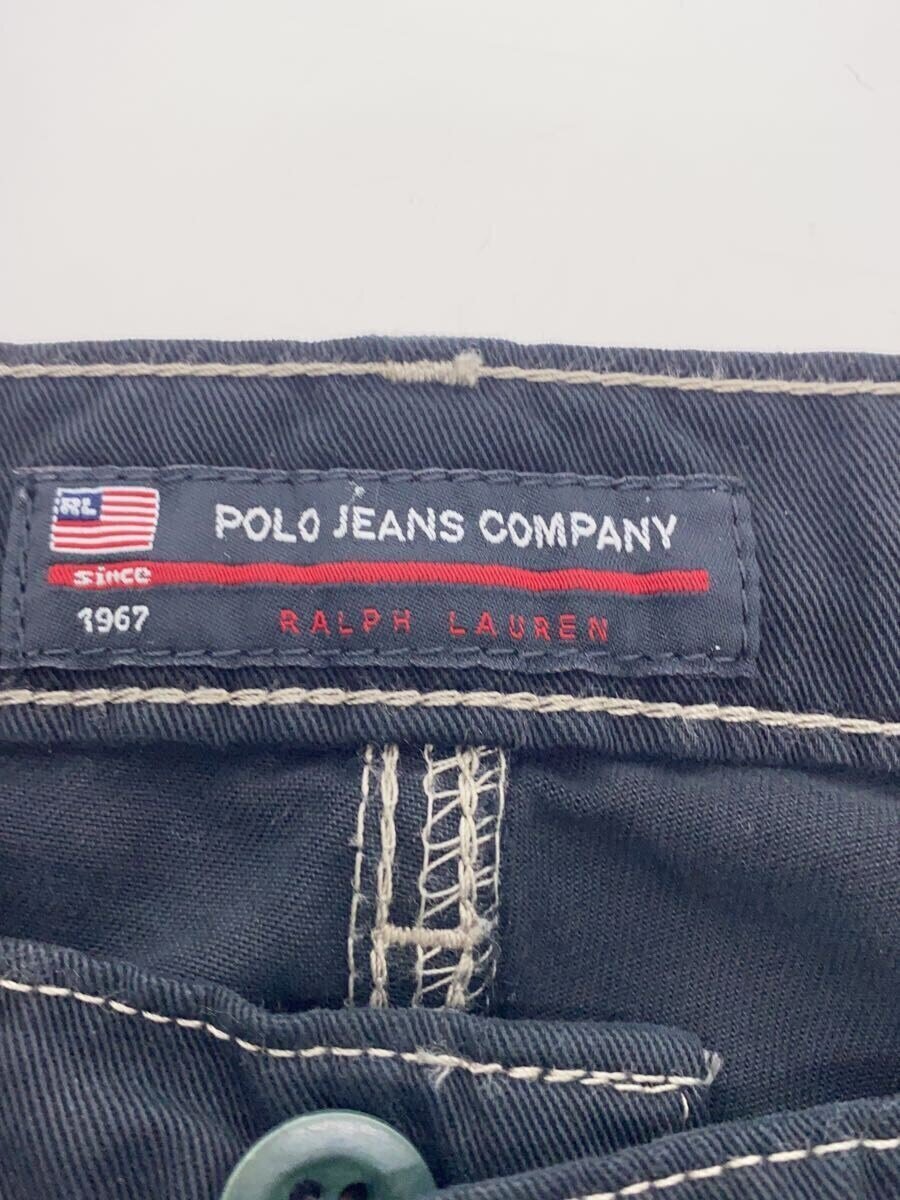 RL
POLO JEANS COMPANY
since
1967
RALPH LAUREN